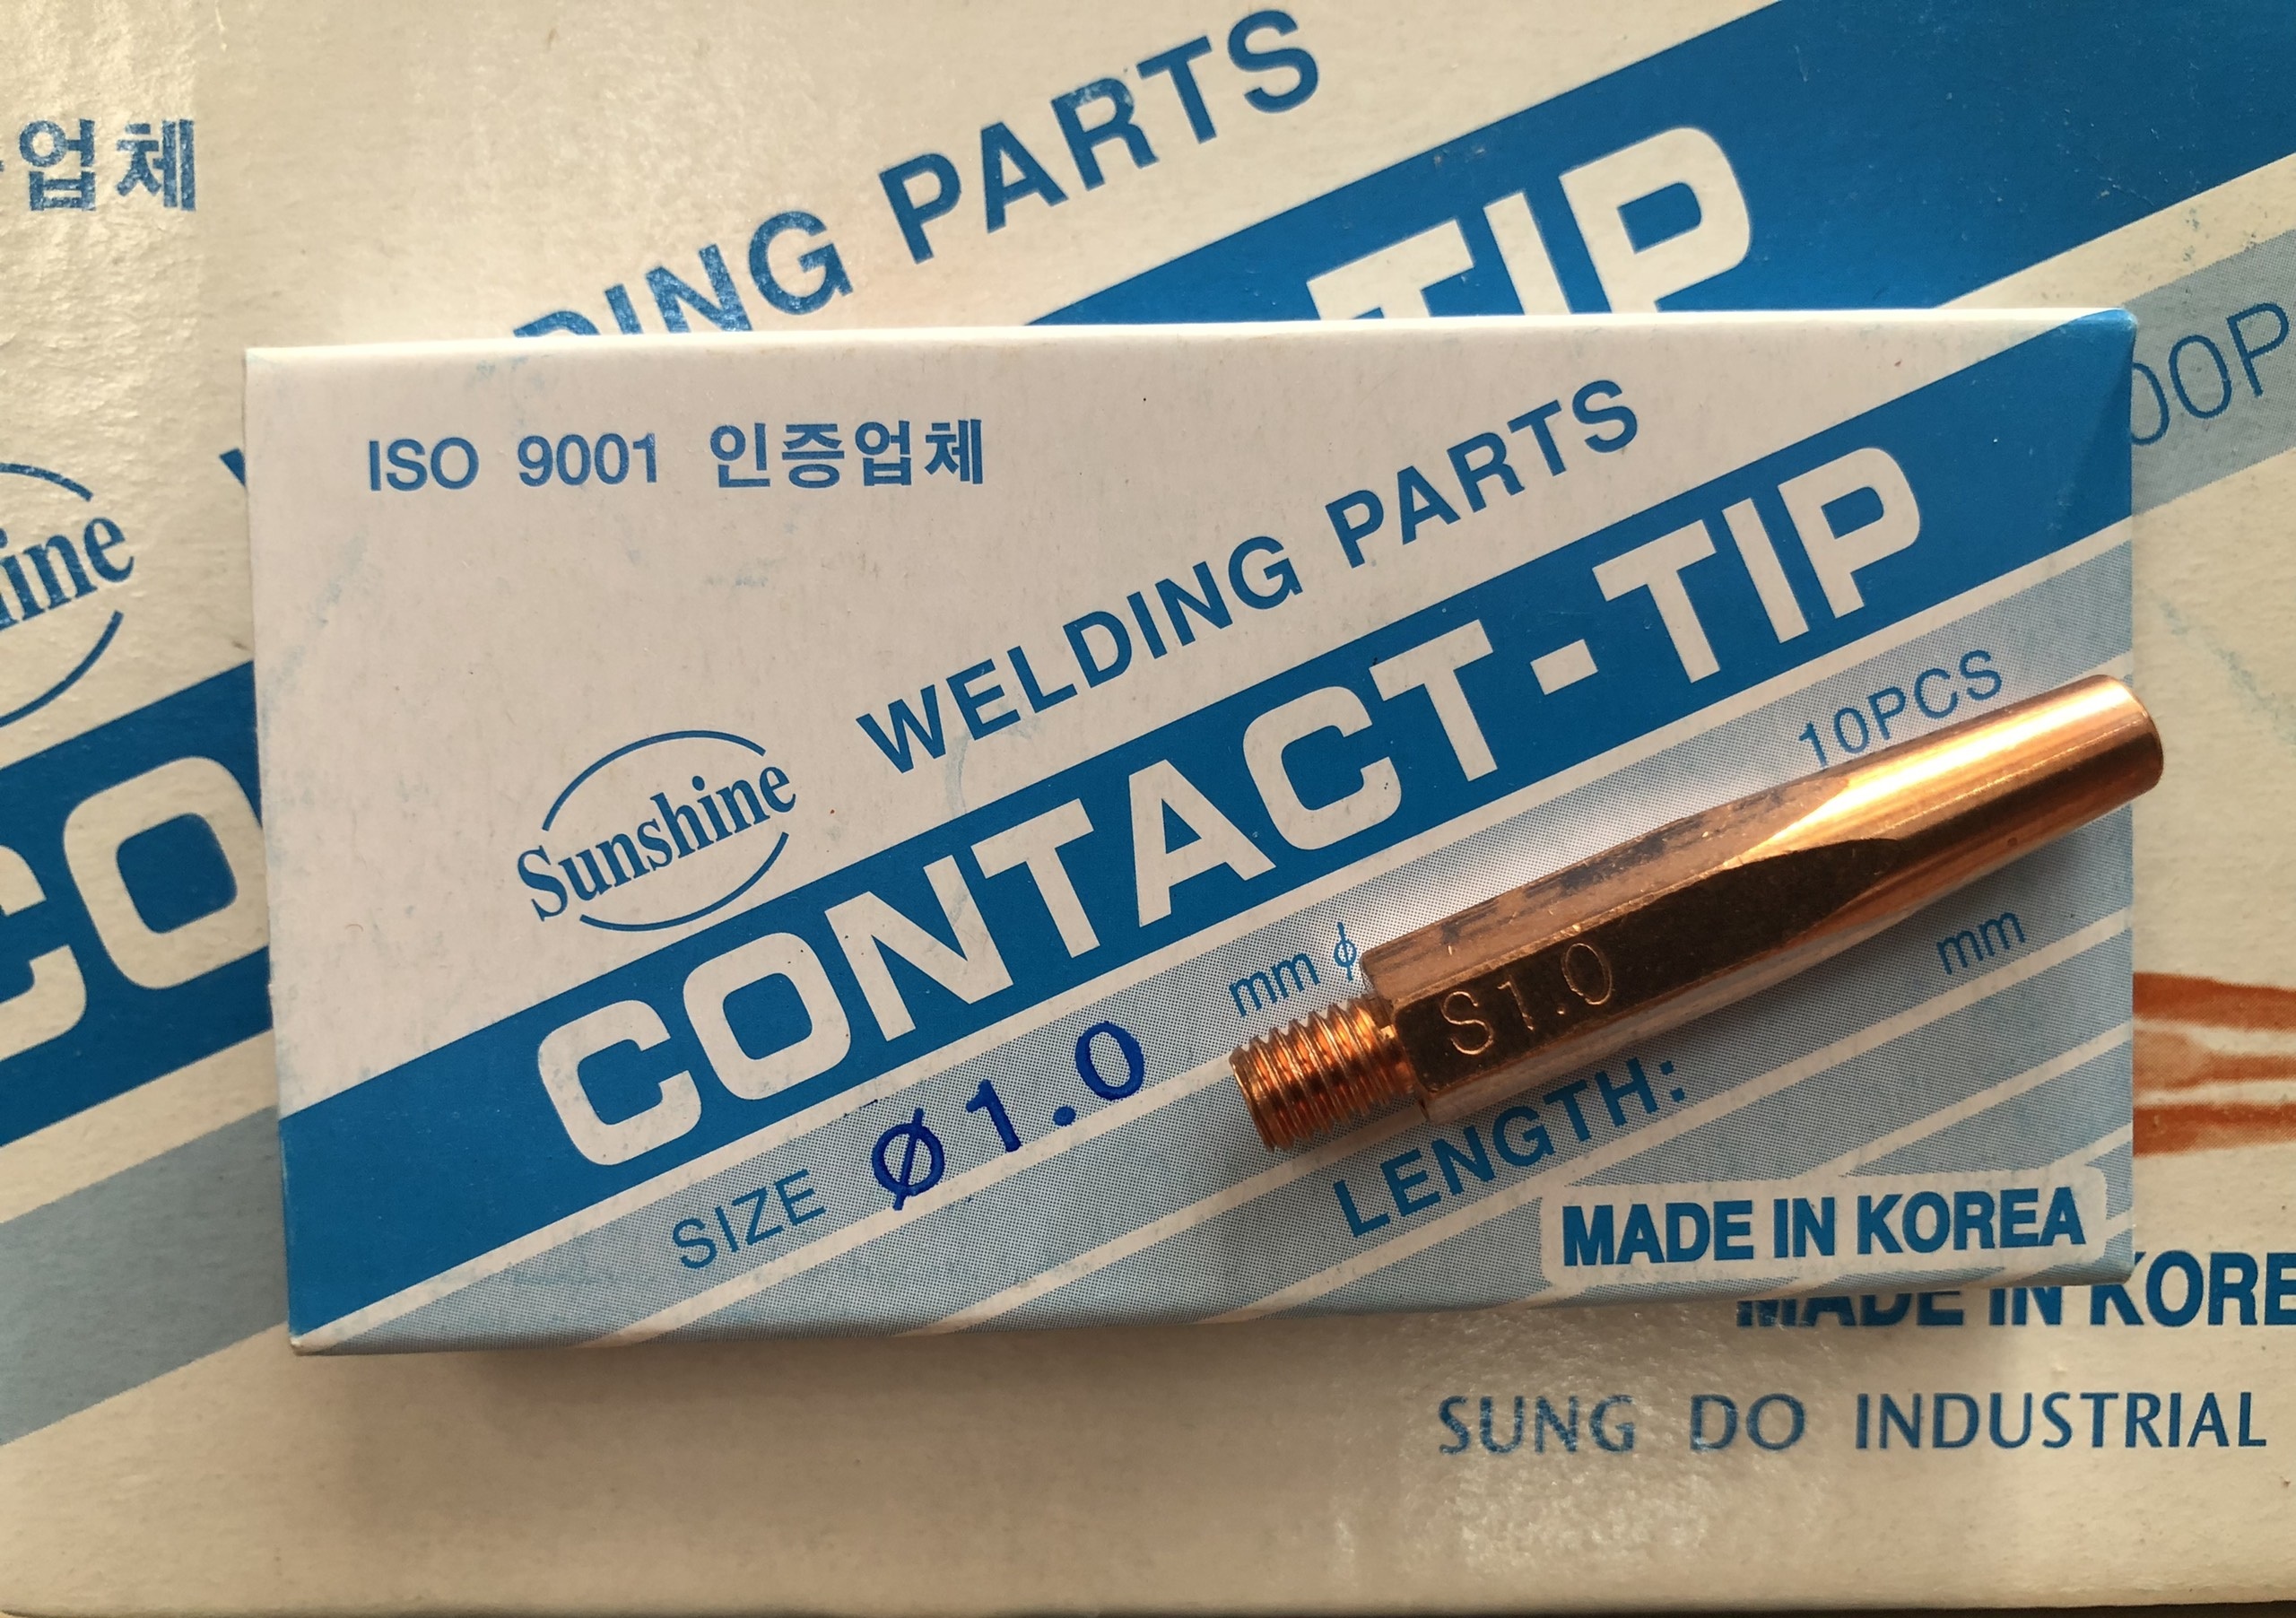 업체
DING PARTS
TIP
ISO 9001 인증업체
WELDING PARTS
Sunshine
CONTACT-TIP
10PCS
SIZE ø 1.0 mm ϕ
S1.0
LENGTH: mm
MADE IN KOREA
ine
CO
00P
MADE IN KORE
SUNG DO INDUSTRIAL